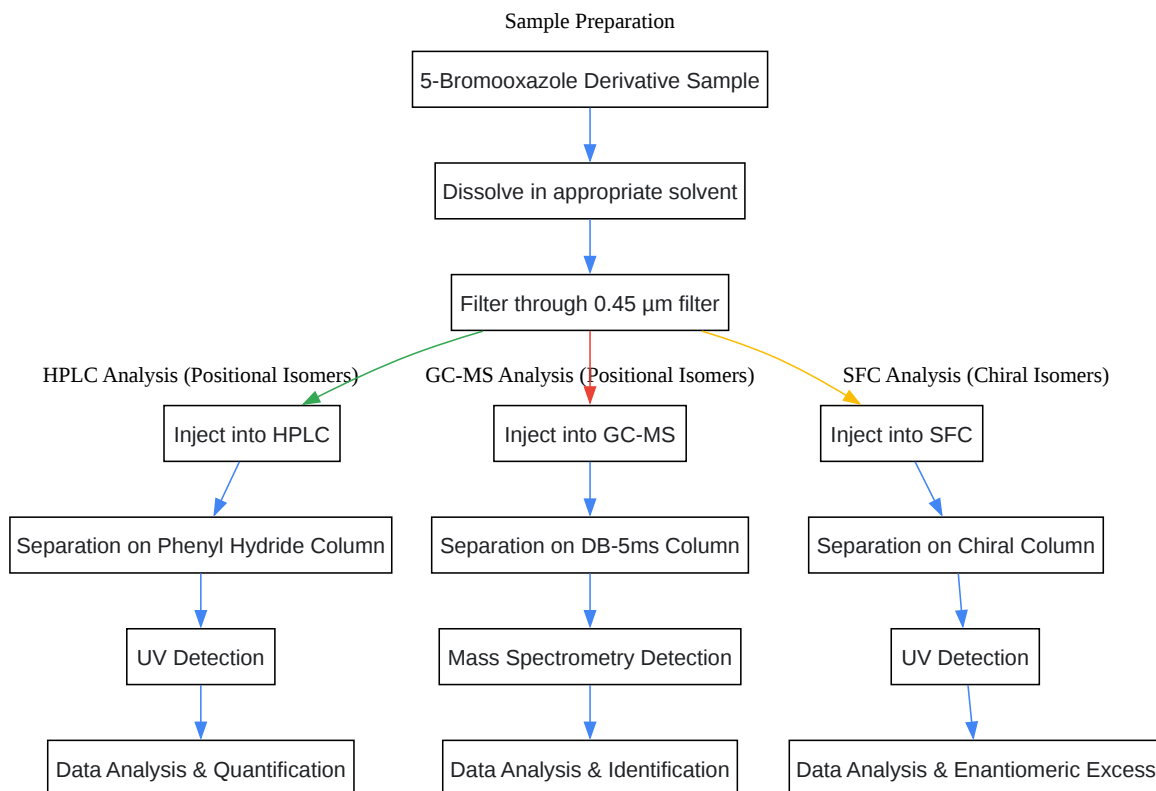 Sample Preparation
5-Bromooxazole Derivative Sample
Dissolve in appropriate solvent
Filter through 0.45 µm filter
HPLC Analysis (Positional Isomers)
GC-MS Analysis (Positional Isomers)
SFC Analysis (Chiral Isomers)
Inject into HPLC
Inject into GC-MS
Inject into SFC
Separation on Phenyl Hydride Column
Separation on DB-5ms Column
Separation on Chiral Column
UV Detection
Mass Spectrometry Detection
UV Detection
Data Analysis & Quantification
Data Analysis & Identification
Data Analysis & Enantiomeric Excess